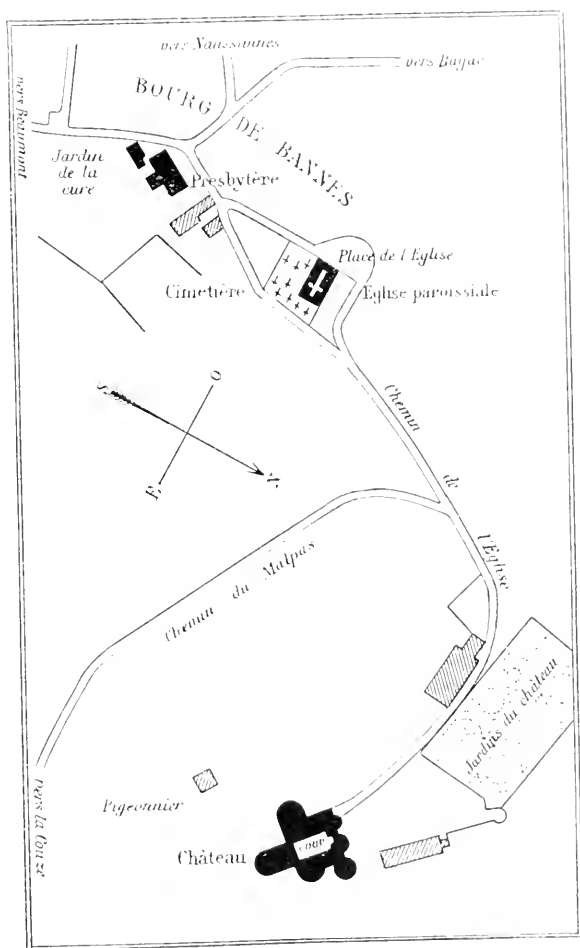 vers Naussannes
vers Bayac
BOURG
DE BANNES
vers Beaumont
Jardin
de la
cure
Presbytère
Place de l'Eglise
Cimetière
Eglise paroissiale
S
O
E
N
Chemin
de
l'Eglise
Chemin du Malpas
Jardins du château
vers la Couze
Pigeonnier
Château
COUR